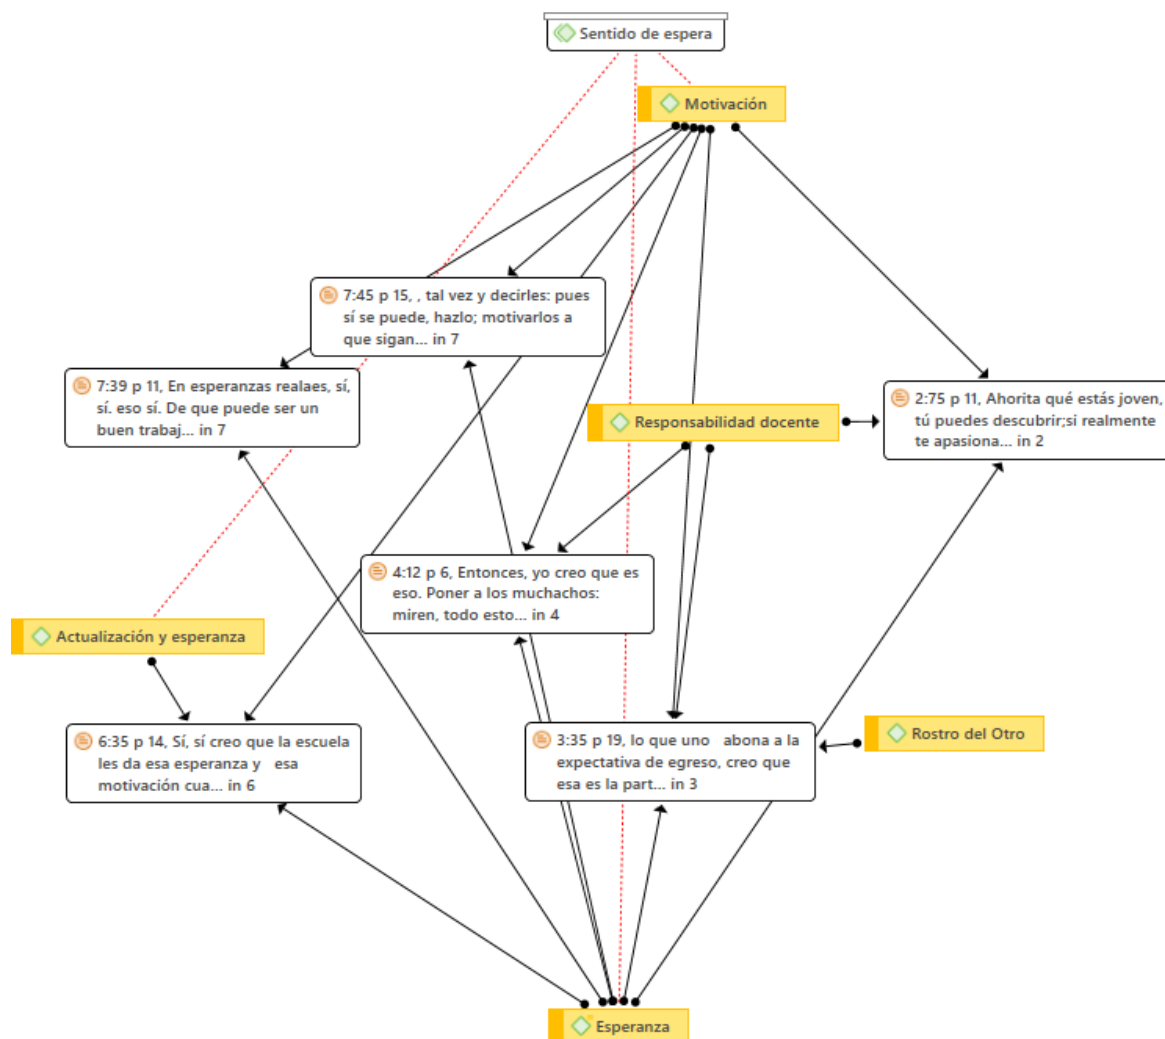 Sentido de espera
Motivación
7:45 p 15, , tal vez y decirles: pues
sí se puede, hazlo; motivarlos a
que sigan... in 7
7:39 p 11, En esperanzas realaes, sí,
sí. eso sí. De que puede ser un
buen trabaj... in 7
2:75 p 11, Ahorita qué estás joven,
tú puedes descubrir;si realmente
te apasiona... in 2
Responsabilidad docente
4:12 p 6, Entonces, yo creo que es
eso. Poner a los muchachos:
miren, todo esto... in 4
Actualización y esperanza
6:35 p 14, Sí, sí creo que la escuela
les da esa esperanza y esa
motivación cua... in 6
3:35 p 19, lo que uno abona a la
expectativa de egreso, creo que
esa es la part... in 3
Rostro del Otro
Esperanza